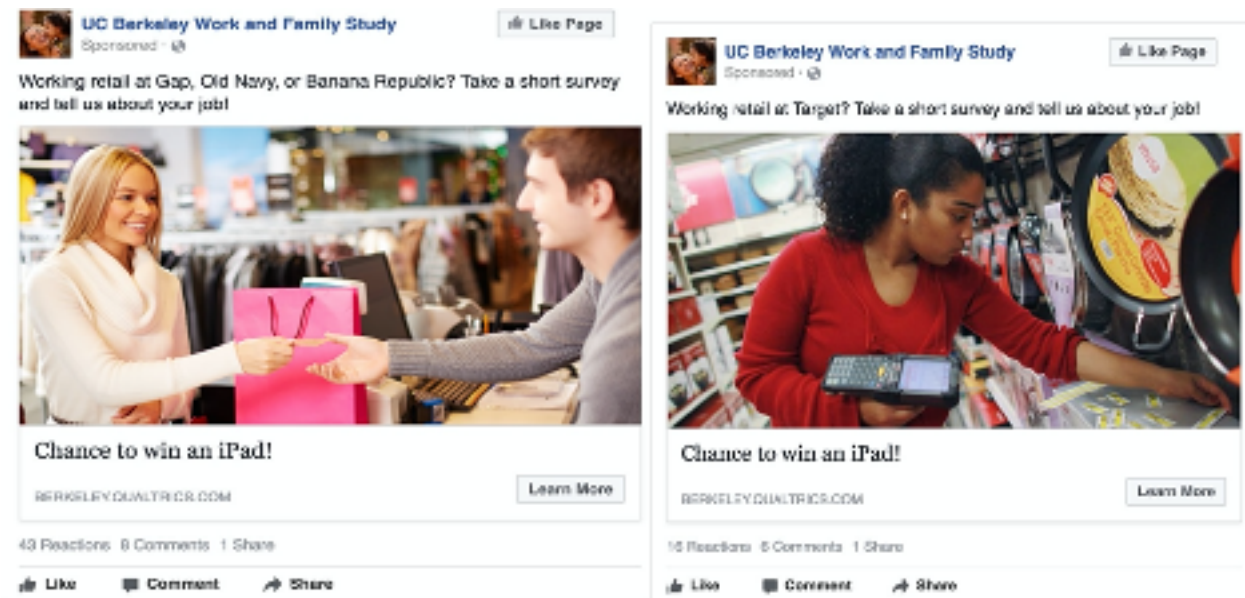 UC Berkeley Work and Family Study
Sponsored ·
Like Page
Working retail at Gap, Old Navy, or Banana Republic? Take a short survey
and tell us about your job!
Chance to win an iPad!
BERKELEY.QUALTRICS.COM
Learn More
43 Reactions 8 Comments 1 Share
Like Comment Share
UC Berkeley Work and Family Study
Sponsored ·
Like Page
Working retail at Target? Take a short survey and tell us about your job!
Chance to win an iPad!
BERKELEY.QUALTRICS.COM
Learn More
16 Reactions 6 Comments 1 Share
Like Comment Share